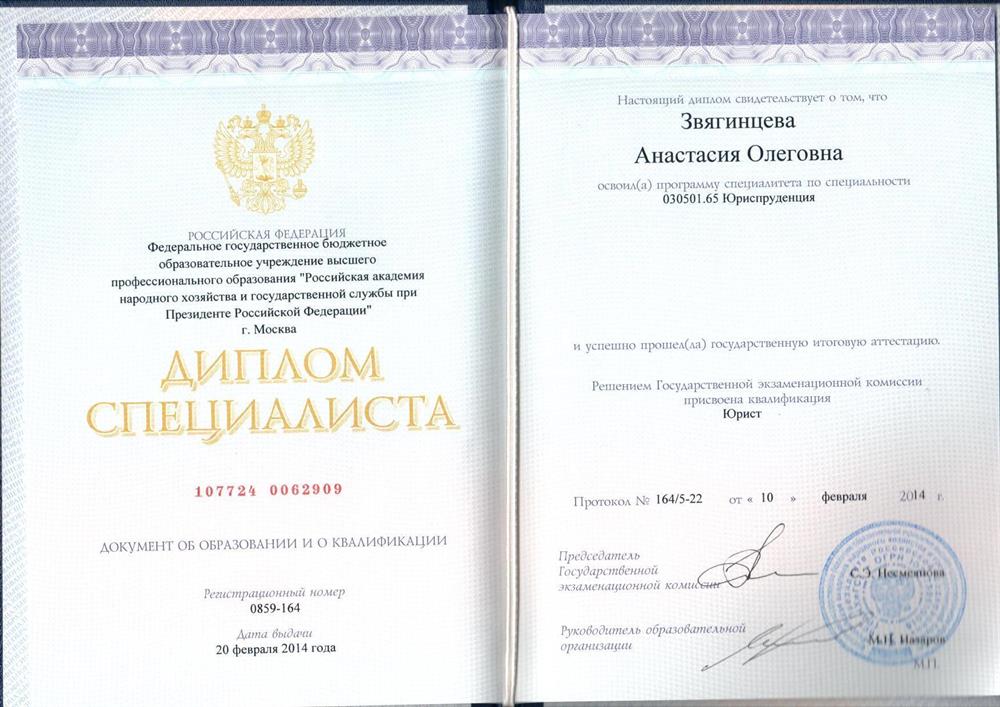 РОССИЙСКАЯ ФЕДЕРАЦИЯ
Федеральное государственное бюджетное
образовательное учреждение высшего
профессионального образования "Российская академия
народного хозяйства и государственной службы при
Президенте Российской Федерации"
г. Москва
ДИПЛОМ
СПЕЦИАЛИСТА
107724 0062909
ДОКУМЕНТ ОБ ОБРАЗОВАНИИ И О КВАЛИФИКАЦИИ
Регистрационный номер
0859-164
Дата выдачи
20 февраля 2014 года
Настоящий диплом свидетельствует о том, что
Звягинцева
Анастасия Олеговна
освоил(а) программу специалитета по специальности
030501.65 Юриспруденция
и успешно прошел(ла) государственную итоговую аттестацию.
Решением Государственной экзаменационной комиссии
присвоена квалификация
Юрист
Протокол № 164/5-22 от « 10 » февраля 2014 г.
Председатель
Государственной
экзаменационной комиссии
С.Э. Несмеянова
Руководитель образовательной
организации
М.Н. Назаров
М.П.